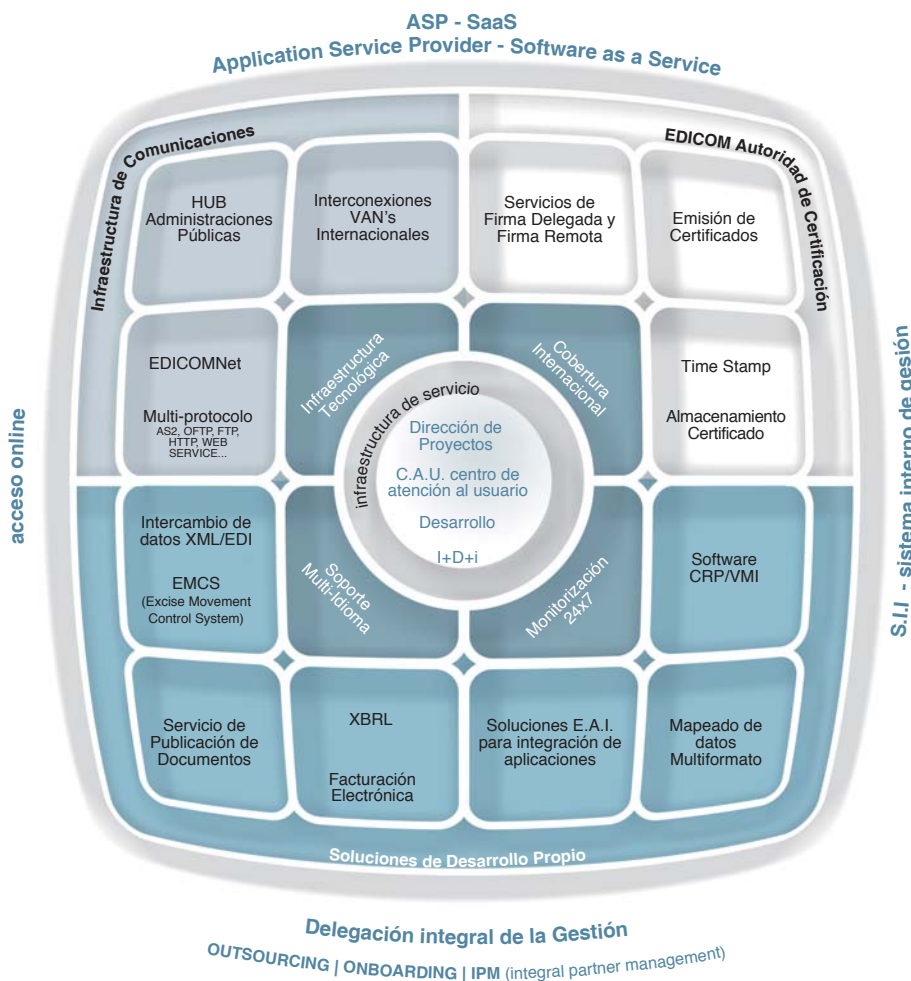 ASP - SaaS
Application Service Provider - Software as a Service
Infraestructura de Comunicaciones
EDICOM Autoridad de Certificación
HUB
Administraciones
Públicas
Interconexiones
VAN's
Internacionales
Servicios de
Firma Delegada y
Firma Remota
Emisión de
Certificados
EDICOMNet
Multi-protocolo
AS2, OFTP, FTP,
HTTP, WEB
SERVICE...
Infraestructura
Tecnológica
Cobertura
Internacional
Time Stamp
Almacenamiento
Certificado
infraestructura de servicio
Dirección de
Proyectos
C.A.U. centro de
atención al usuario
Desarrollo
I+D+i
acceso online
S.I.I - sistema interno de gesión
Intercambio de
datos XML/EDI
EMCS
(Excise Movement
Control System)
Soporte
Multi-Idioma
Monitorización
24x7
Software
CRP/VMI
Servicio de
Publicación de
Documentos
XBRL
Facturación
Electrónica
Soluciones E.A.I.
para integración de
aplicaciones
Mapeado de
datos
Multiformato
Soluciones de Desarrollo Propio
Delegación integral de la Gestión
OUTSOURCING | ONBOARDING | IPM (integral partner management)